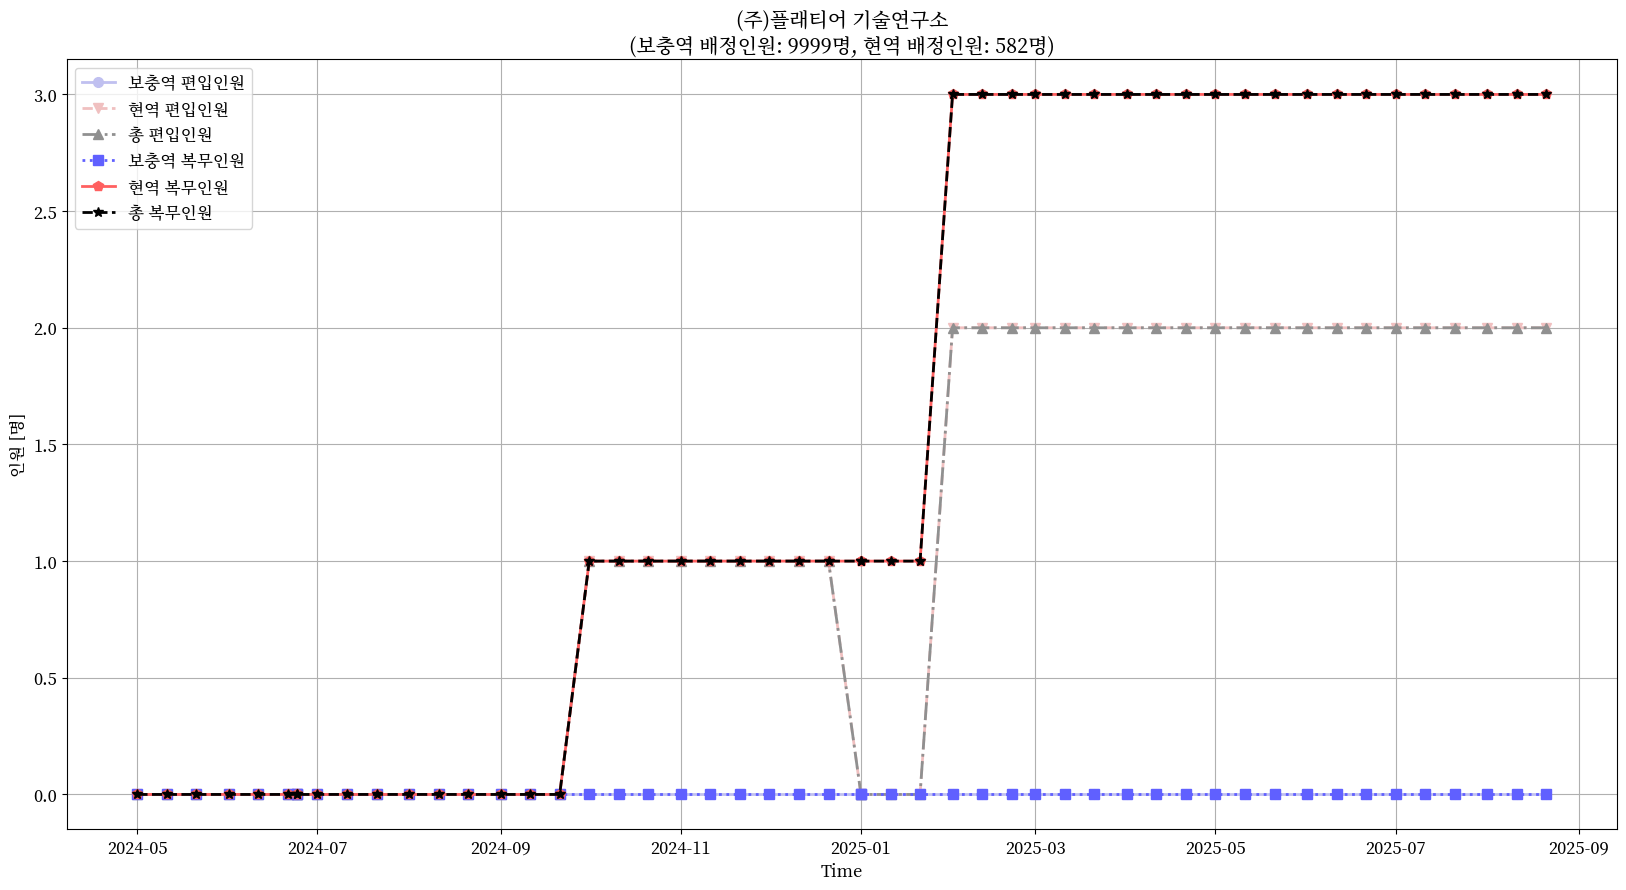 (주)플래티어 기술연구소
(보충역 배정인원: 9999명, 현역 배정인원: 582명)
보충역 편입인원
현역 편입인원
총 편입인원
보충역 복무인원
현역 복무인원
총 복무인원
인원 [명]
3.0
2.5
2.0
1.5
1.0
0.5
0.0
2024-05
2024-07
2024-09
2024-11
2025-01
2025-03
2025-05
2025-07
2025-09
Time